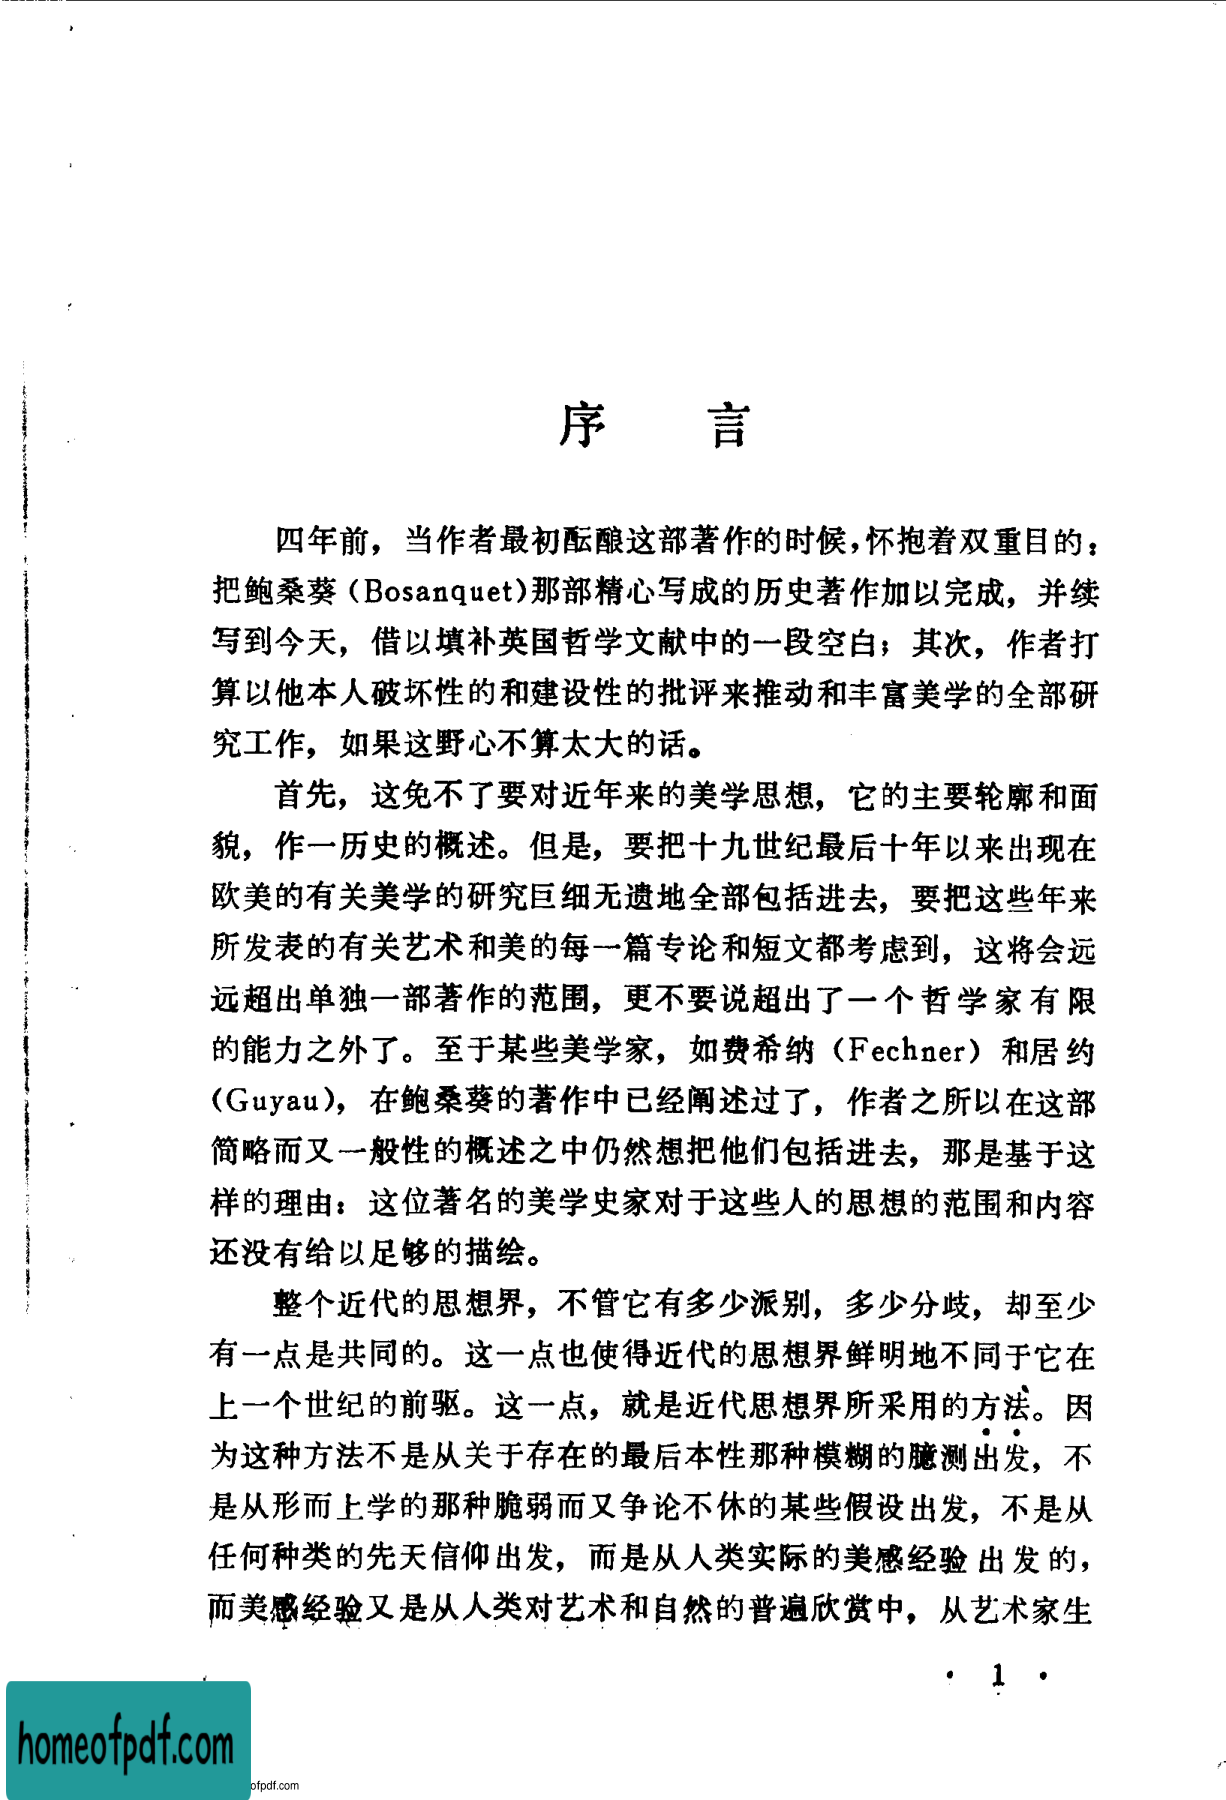 序　言
四年前，当作者最初酝酿这部著作的时候，怀抱着双重目的：
把鲍桑葵（Bosanquet）那部精心写成的历史著作加以完成，并续
写到今天，借以填补英国哲学文献中的一段空白；其次，作者打
算以他本人破坏性的和建设性的批评来推动和丰富美学的全部研
究工作，如果这野心不算太大的话。
首先，这免不了要对近年来的美学思想，它的主要轮廓和面
貌，作一历史的概述。但是，要把十九世纪最后十年以来出现在
欧美的有关美学的研究巨细无遗地全部包括进去，要把这些年来
所发表的有关艺术和美的每一篇专论和短文都考虑到，这将会远
远超出单独一部著作的范围，更不要说超出了一个哲学家有限
的能力之外了。至于某些美学家，如费希纳（Fechner）和居约
（Guyau），在鲍桑葵的著作中已经阐述过了，作者之所以在这部
简略而又一般性的概述之中仍然想把他们包括进去，那是基于这
样的理由：这位著名的美学史家对于这些人的思想的范围和内容
还没有给以足够的描绘。
整个近代的思想界，不管它有多少派别，多少分歧，却至少
有一点是共同的。这一点也使得近代的思想界鲜明地不同于它在
上一个世纪的前驱。这一点，就是近代思想界所采用的方法。因
为这种方法不是从关于存在的最后本性那种模糊的臆测出发，不
是从形而上学的那种脆弱而又争论不休的某些假设出发，不是从
任何种类的先天信仰出发，而是从人类实际的美感经验出发的，
而美感经验又是从人类对艺术和自然的普遍欣赏中，从艺术家生
· 1 ·
homeofpdf.com
ofpdf.com